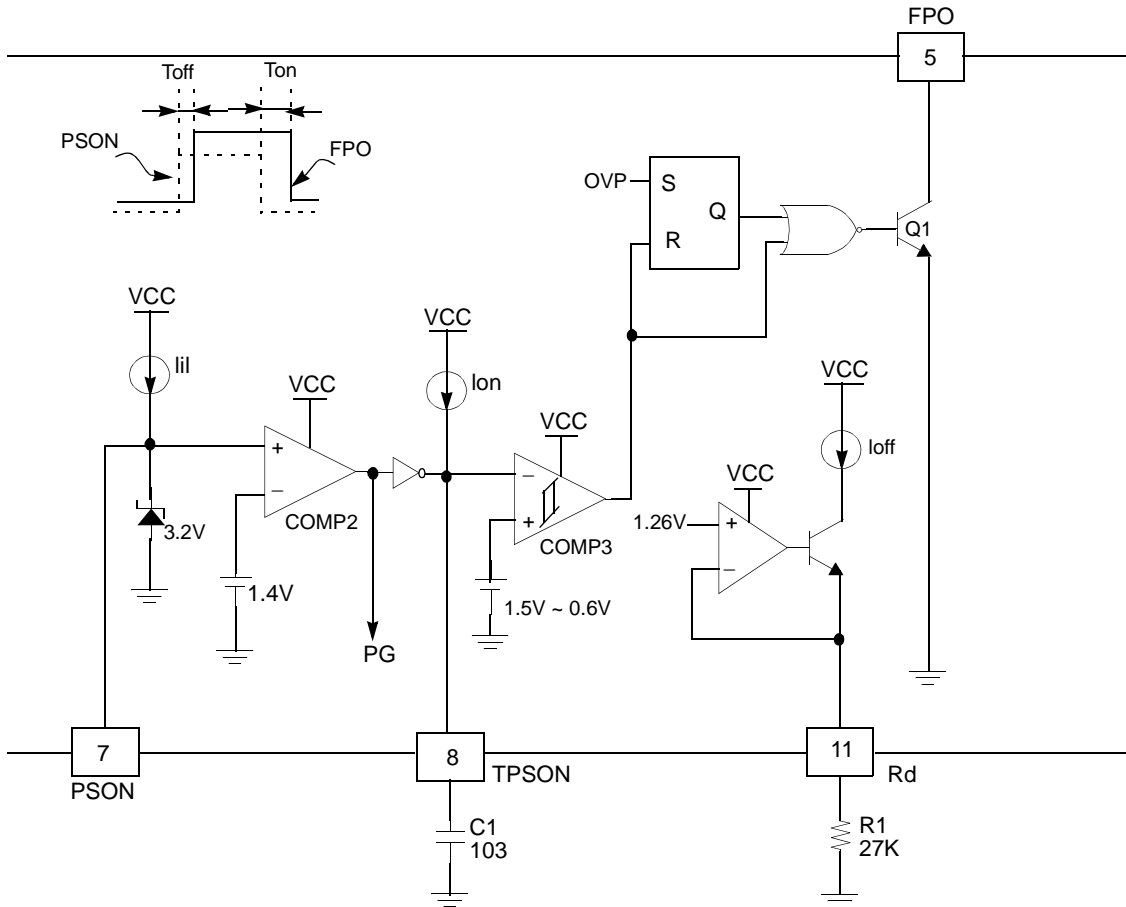 FPO
5
Toff
Ton
PSON
FPO
OVP
S
Q
R
Q1
VCC
Iil
VCC
Ion
VCC
VCC
VCC
Ioff
VCC
+
−
COMP2
3.2V
1.4V
−
+
COMP3
1.5V ~ 0.6V
1.26V
+
−
PG
7
PSON
8
TPSON
11
Rd
C1
103
R1
27K